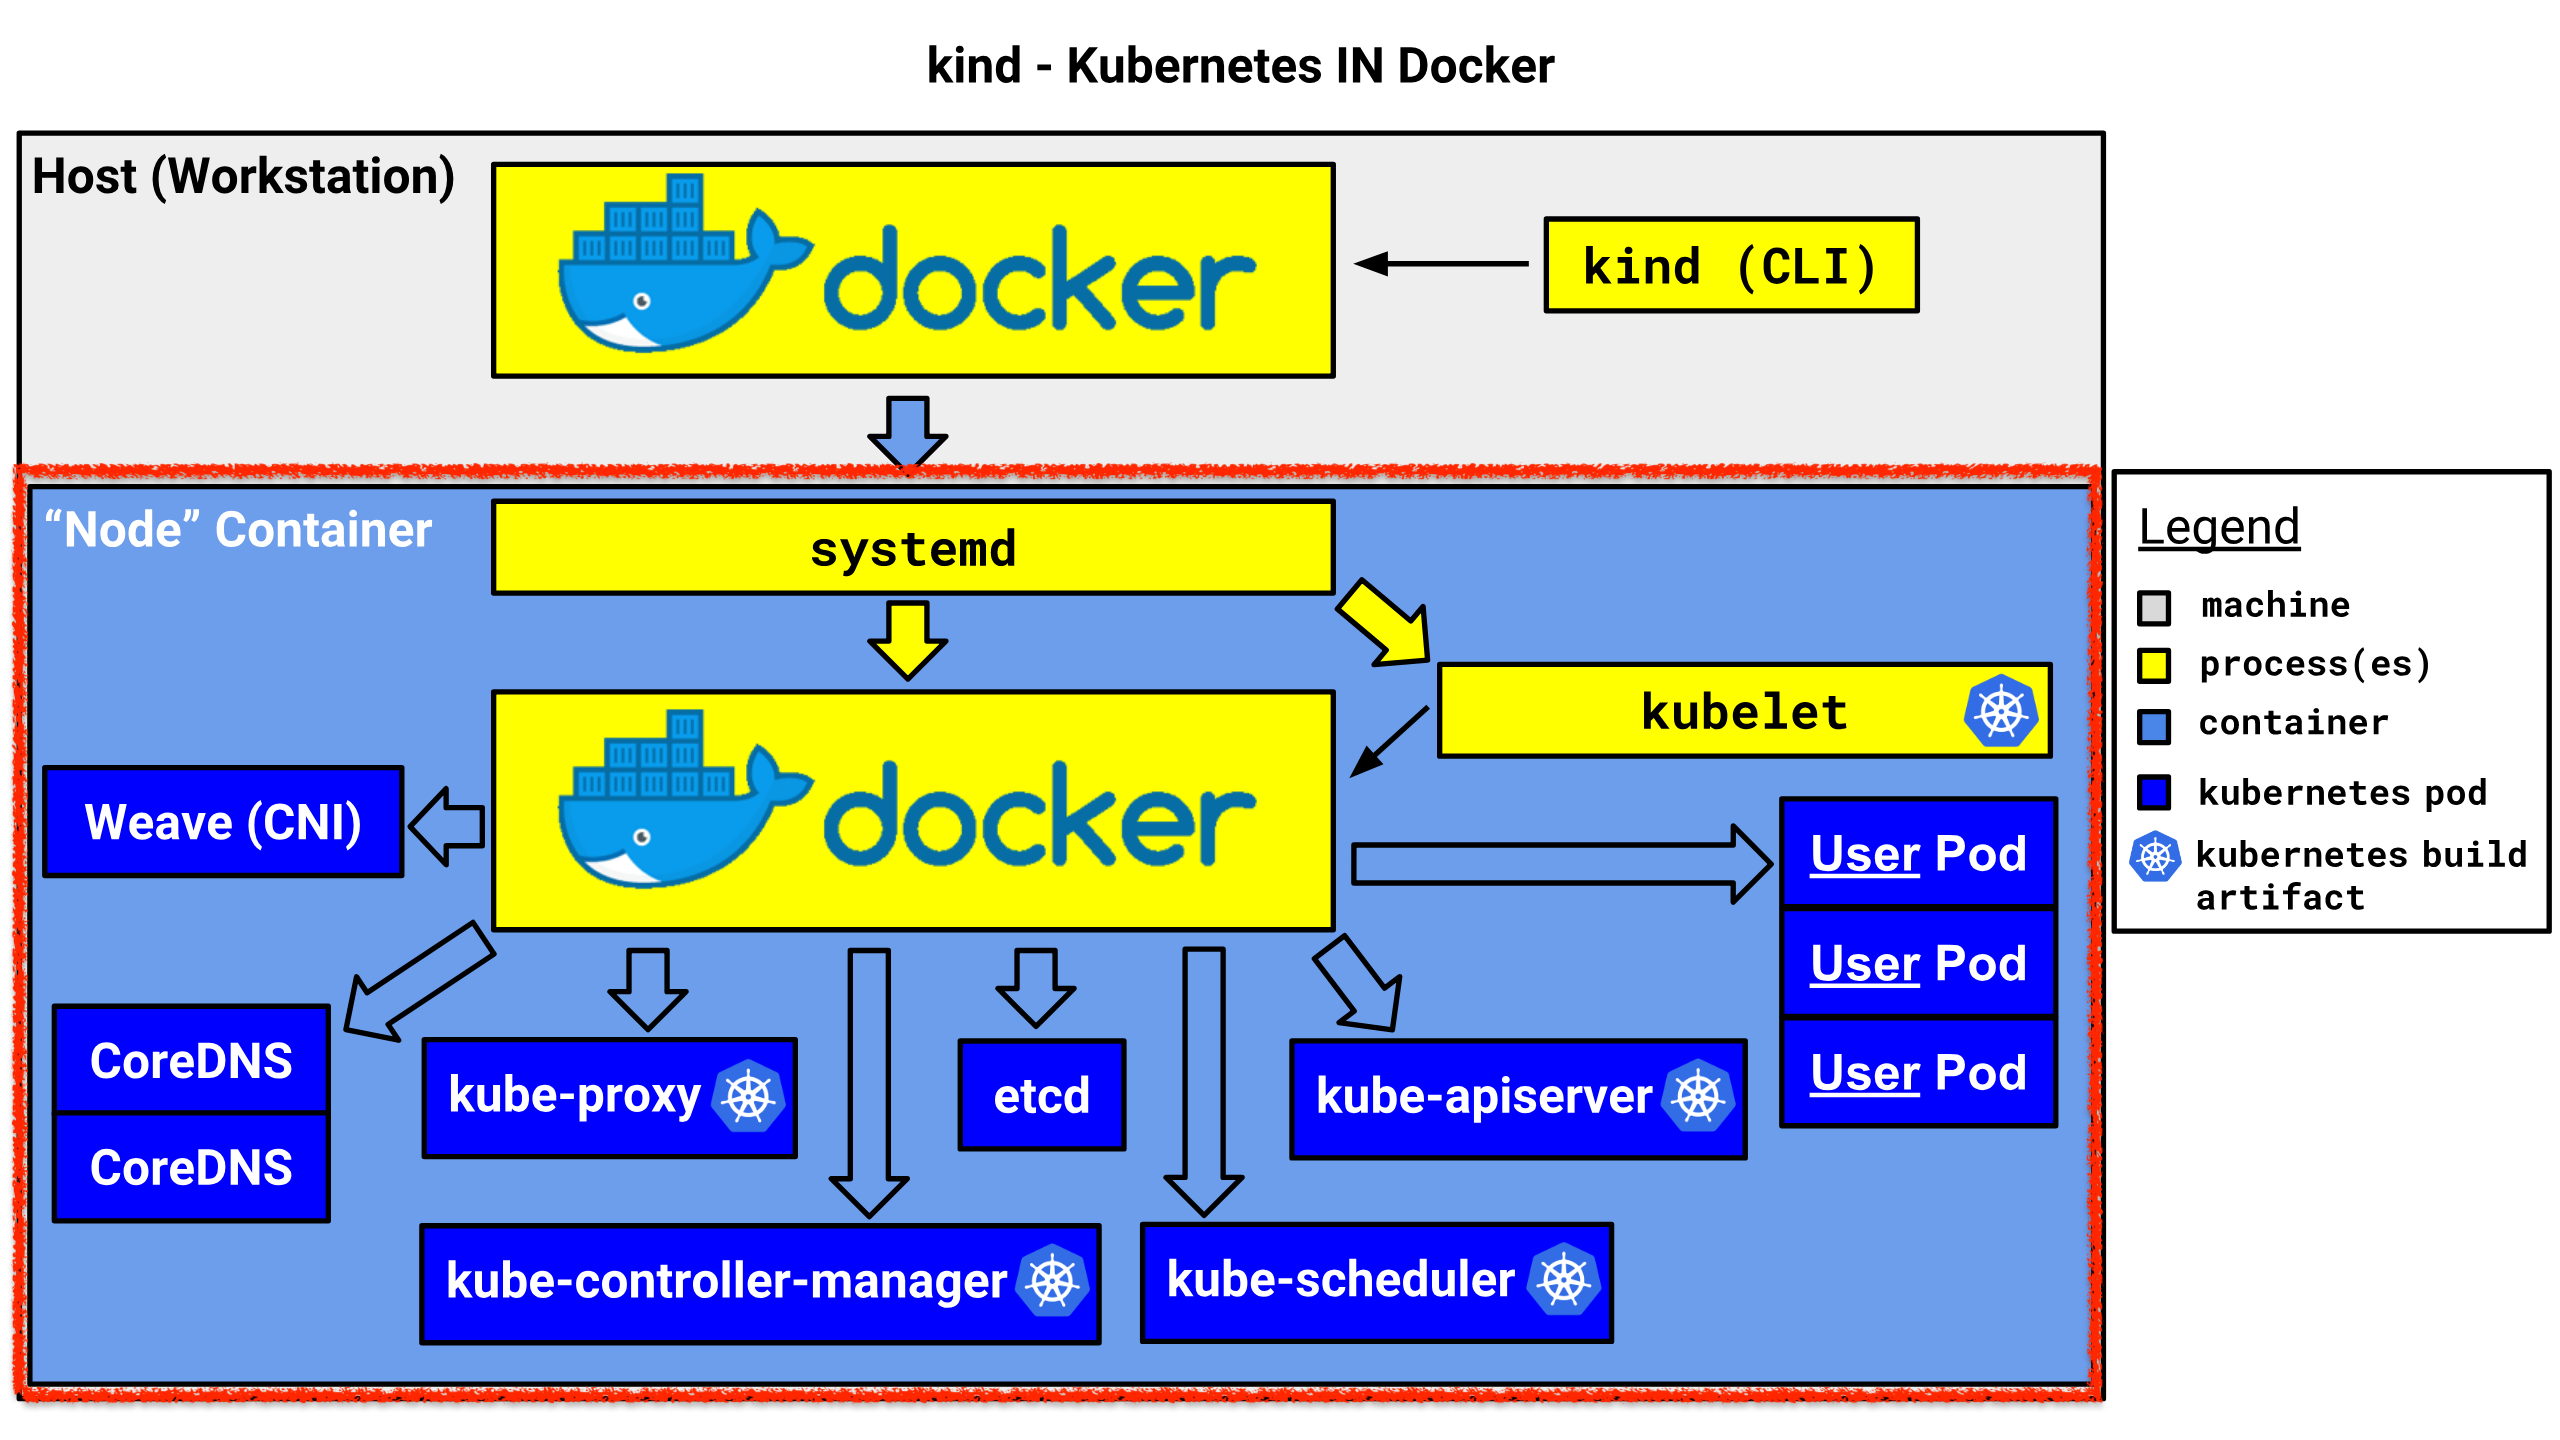 kind - Kubernetes IN Docker
Host (Workstation)
docker
kind (CLI)
“Node” Container
systemd
kubelet
docker
Weave (CNI)
User Pod
User Pod
User Pod
CoreDNS
CoreDNS
kube-proxy
etcd
kube-apiserver
kube-controller-manager
kube-scheduler
Legend
machine
process(es)
container
kubernetes pod
kubernetes build
artifact